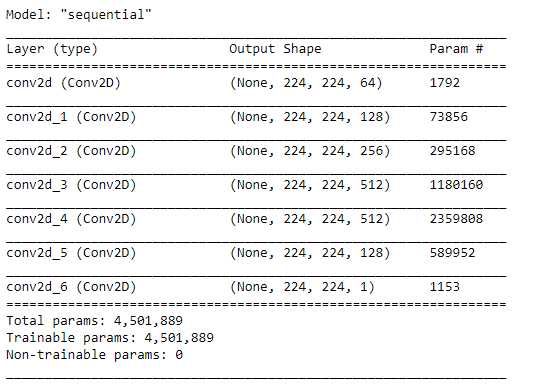 Model: "sequential"
_________________________________________________________________
Layer (type)                 Output Shape              Param #
=================================================================
conv2d (Conv2D)              (None, 224, 224, 64)      1792
_________________________________________________________________
conv2d_1 (Conv2D)            (None, 224, 224, 128)     73856
_________________________________________________________________
conv2d_2 (Conv2D)            (None, 224, 224, 256)     295168
_________________________________________________________________
conv2d_3 (Conv2D)            (None, 224, 224, 512)     1180160
_________________________________________________________________
conv2d_4 (Conv2D)            (None, 224, 224, 512)     2359808
_________________________________________________________________
conv2d_5 (Conv2D)            (None, 224, 224, 128)     589952
_________________________________________________________________
conv2d_6 (Conv2D)            (None, 224, 224, 1)       1153
=================================================================
Total params: 4,501,889
Trainable params: 4,501,889
Non-trainable params: 0
_________________________________________________________________